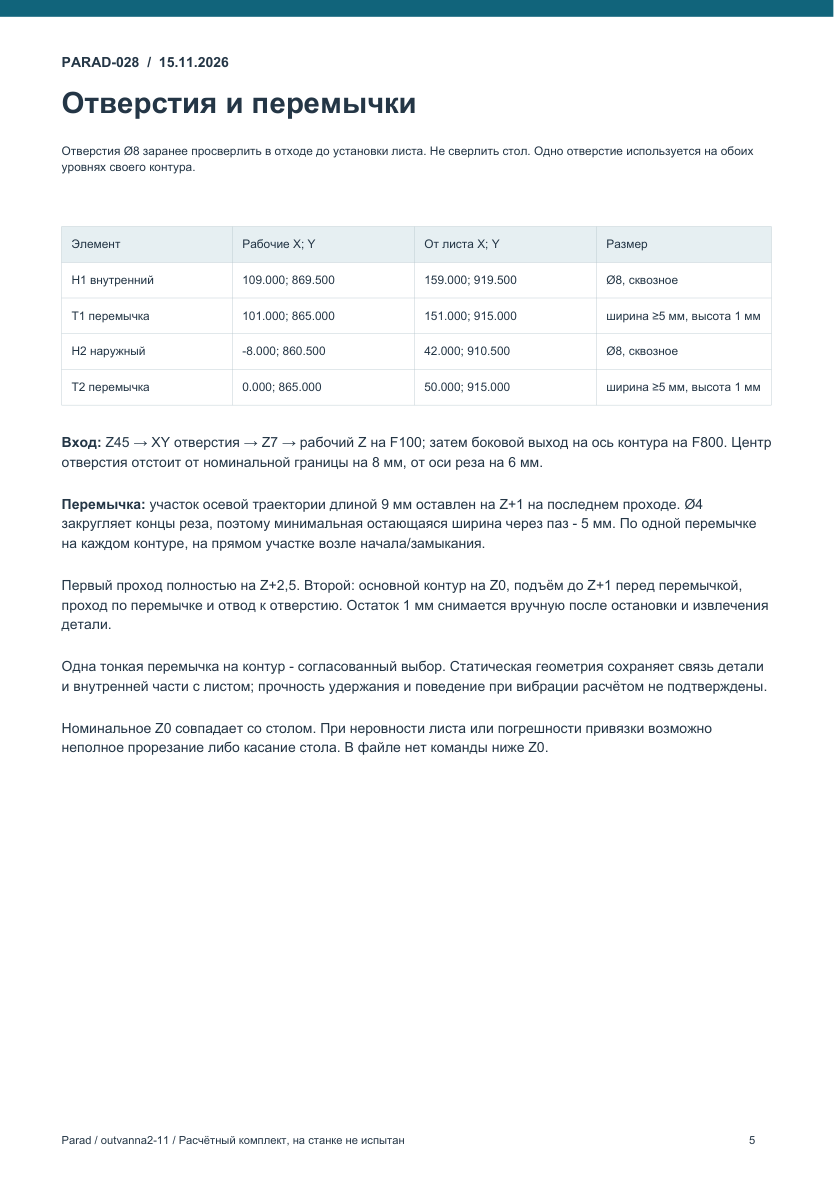 PARAD-028 / 15.11.2026
Отверстия и перемычки
Отверстия Ø8 заранее просверлить в отходе до установки листа. Не сверлить стол. Одно отверстие используется на обоих
уровнях своего контура.
Элемент Рабочие X; Y От листа X; Y Размер
H1 внутренний 109.000; 869.500 159.000; 919.500 Ø8, сквозное
T1 перемычка 101.000; 865.000 151.000; 915.000 ширина ≥5 мм, высота 1 мм
H2 наружный -8.000; 860.500 42.000; 910.500 Ø8, сквозное
T2 перемычка 0.000; 865.000 50.000; 915.000 ширина ≥5 мм, высота 1 мм
Вход: Z45 → XY отверстия → Z7 → рабочий Z на F100; затем боковой выход на ось контура на F800. Центр
отверстия отстоит от номинальной границы на 8 мм, от оси реза на 6 мм.
Перемычка: участок осевой траектории длиной 9 мм оставлен на Z+1 на последнем проходе. Ø4
закругляет концы реза, поэтому минимальная остающаяся ширина через паз - 5 мм. По одной перемычке
на каждом контуре, на прямом участке возле начала/замыкания.
Первый проход полностью на Z+2,5. Второй: основной контур на Z0, подъём до Z+1 перед перемычкой,
проход по перемычке и отвод к отверстию. Остаток 1 мм снимается вручную после остановки и извлечения
детали.
Одна тонкая перемычка на контур - согласованный выбор. Статическая геометрия сохраняет связь детали
и внутренней части с листом; прочность удержания и поведение при вибрации расчётом не подтверждены.
Номинальное Z0 совпадает со столом. При неровности листа или погрешности привязки возможно
неполное прорезание либо касание стола. В файле нет команды ниже Z0.
Parad / outvanna2-11 / Расчётный комплект, на станке не испытан 5